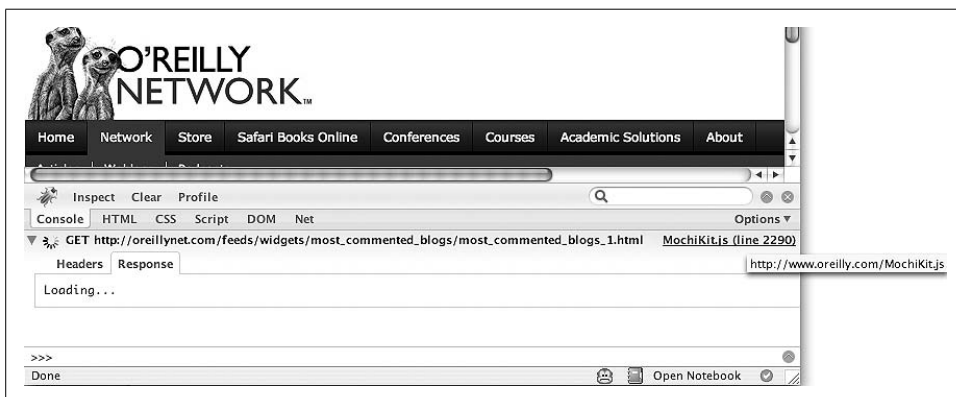 O'REILLY
NETWORK™
Home Network Store Safari Books Online Conferences Courses Academic Solutions About
Inspect Clear Profile
Console HTML CSS Script DOM Net Options
GET http://oreillynet.com/feeds/widgets/most_commented_blogs/most_commented_blogs_1.html MochiKit.js (line 2290)
Headers Response
http://www.oreilly.com/MochiKit.js
Loading...
>>>
Done Open Notebook